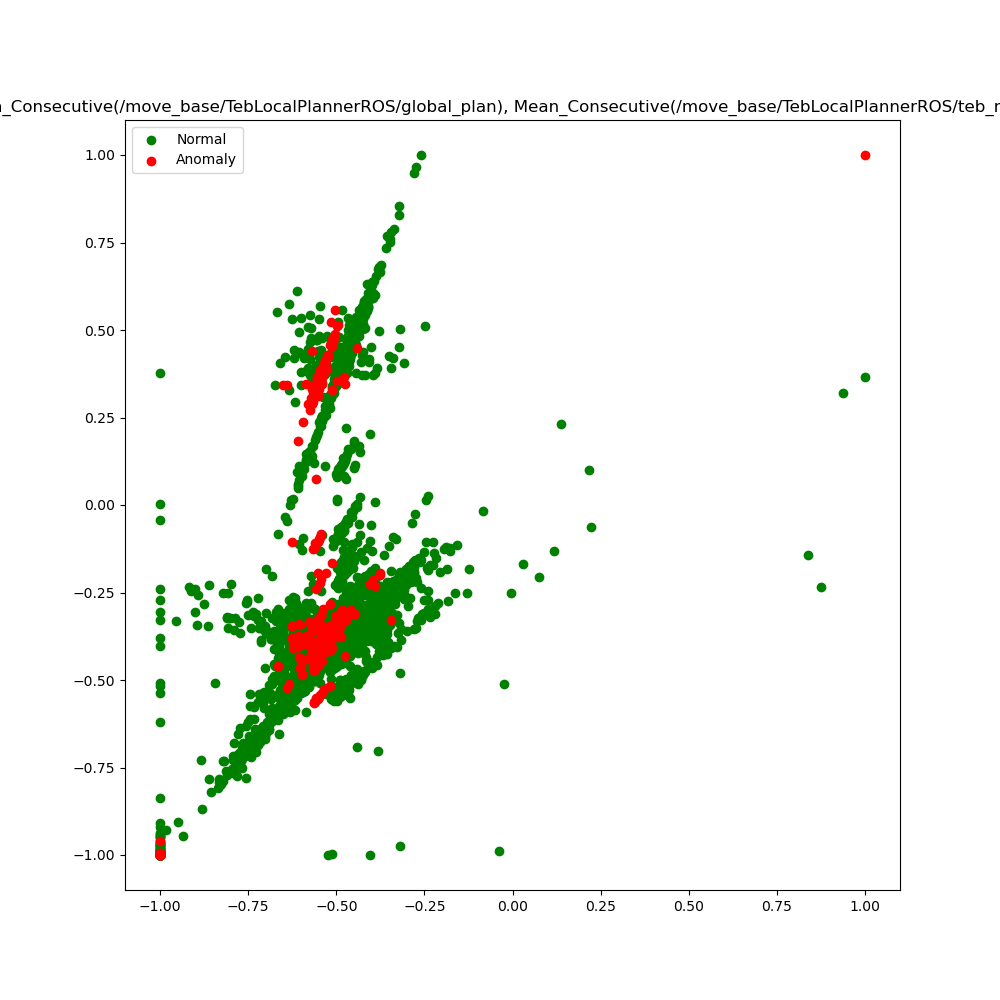 n_Consecutive(/move_base/TebLocalPlannerROS/global_plan), Mean_Consecutive(/move_base/TebLocalPlannerROS/teb_
Normal
Anomaly
1.00
0.75
0.50
0.25
0.00
−0.25
−0.50
−0.75
−1.00
−1.00 −0.75 −0.50 −0.25 0.00 0.25 0.50 0.75 1.00